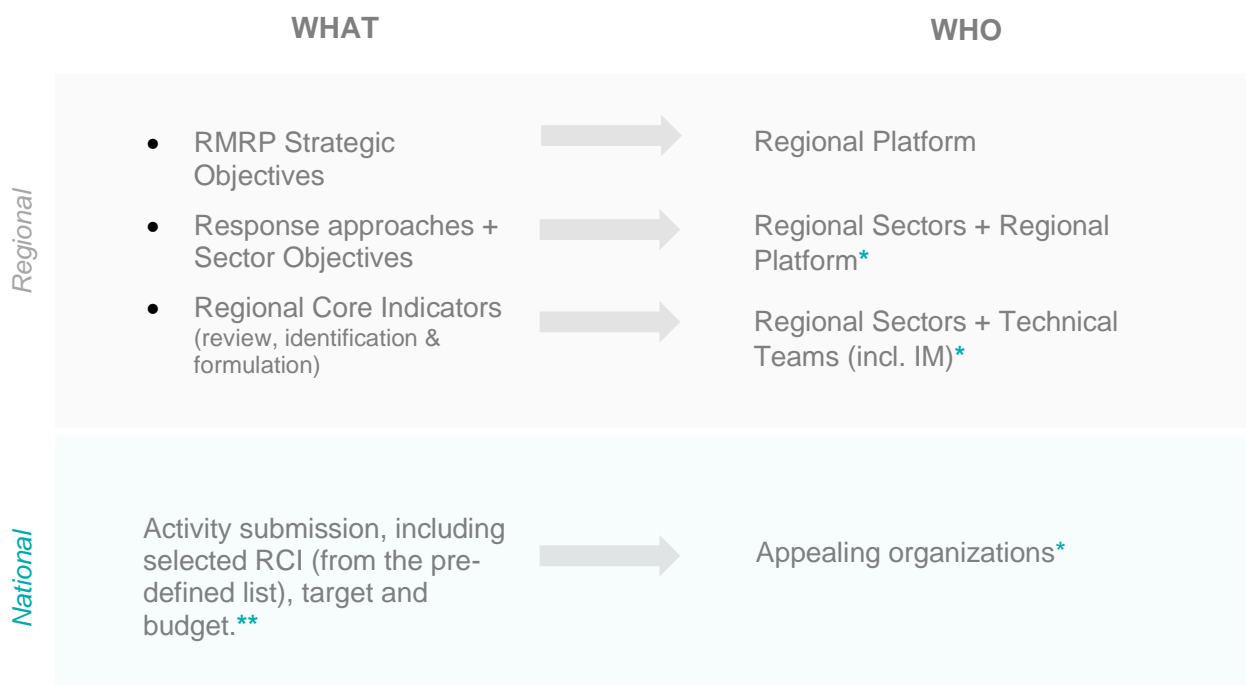 WHAT
WHO
Regional
• RMRP Strategic
Objectives
Regional Platform
• Response approaches +
Sector Objectives
Regional Sectors + Regional
Platform*
• Regional Core Indicators
(review, identification &
formulation)
Regional Sectors + Technical
Teams (incl. IM)*
National
Activity submission, including
selected RCI (from the pre-
defined list), target and
budget.**
Appealing organizations*